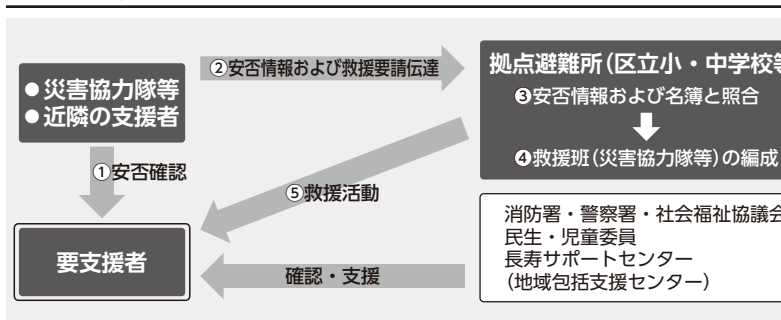 ●災害協力隊等
●近隣の支援者
②安否情報および救援要請伝達
拠点避難所(区立小・中学校等
❸安否情報および名簿と照合
❹救援班(災害協力隊等)の編成
①安否確認
⑤救援活動
要支援者
確認・支援
消防署・警察署・社会福祉協議会
民生・児童委員
長寿サポートセンター
(地域包括支援センター)